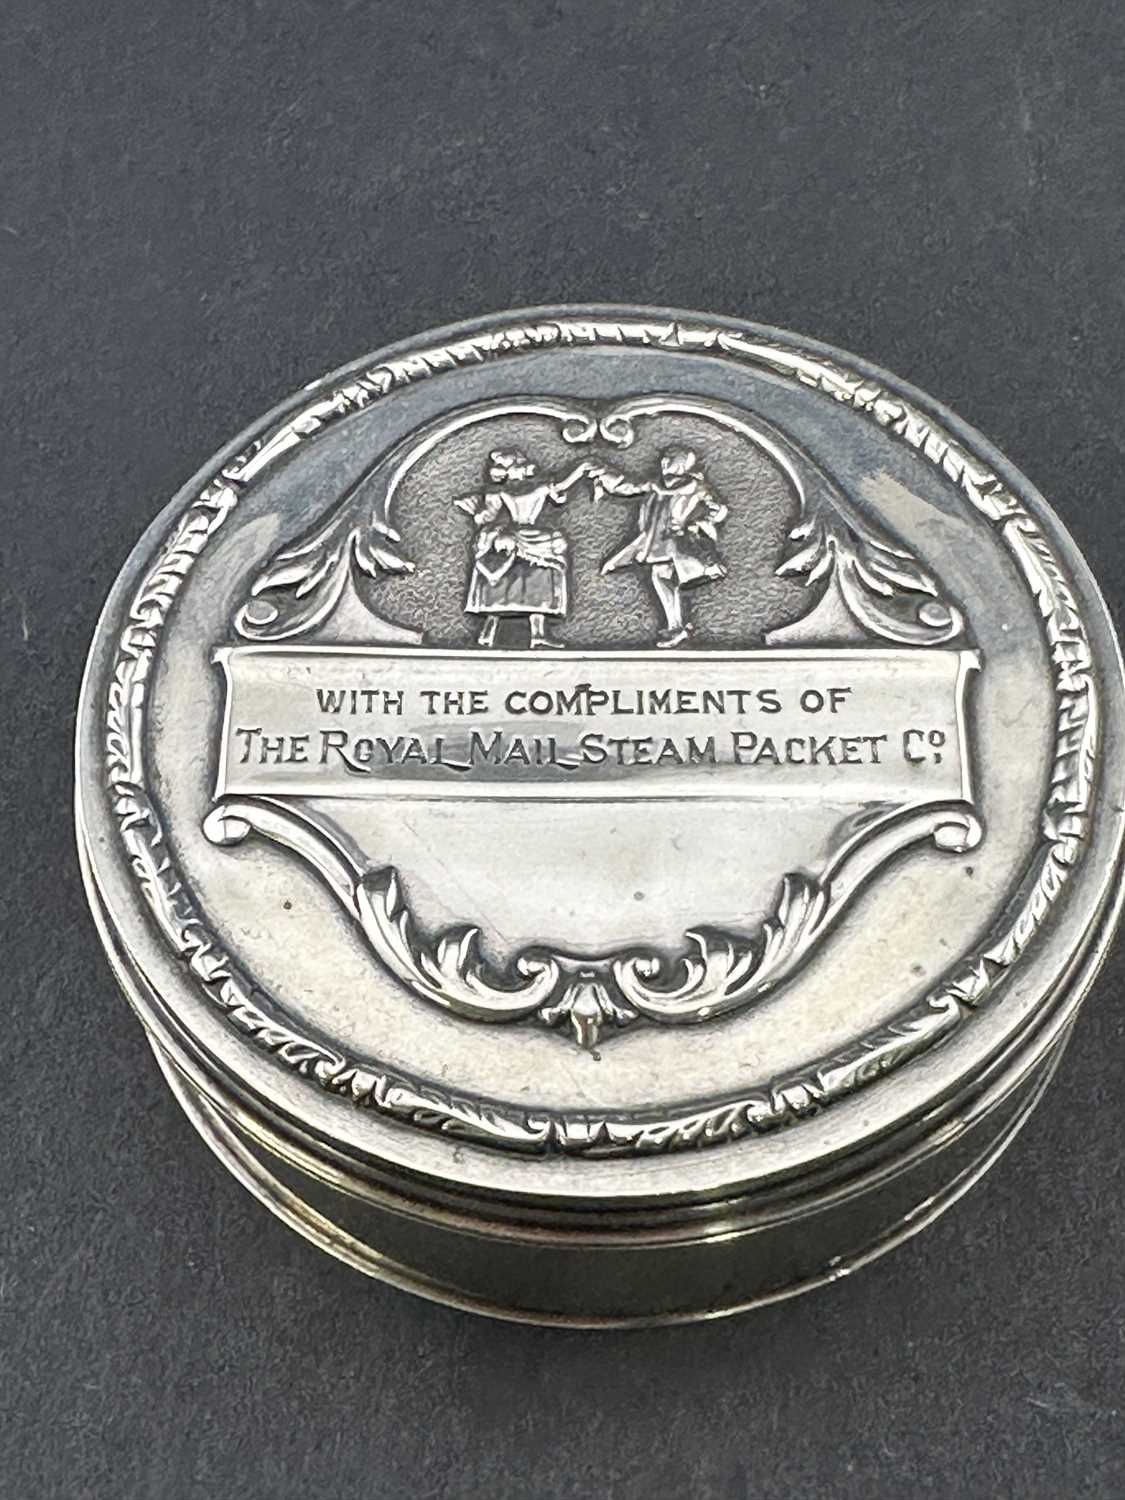 WITH THE COMPLIMENTS OF
THE ROYAL MAIL STEAM PACKET Cº